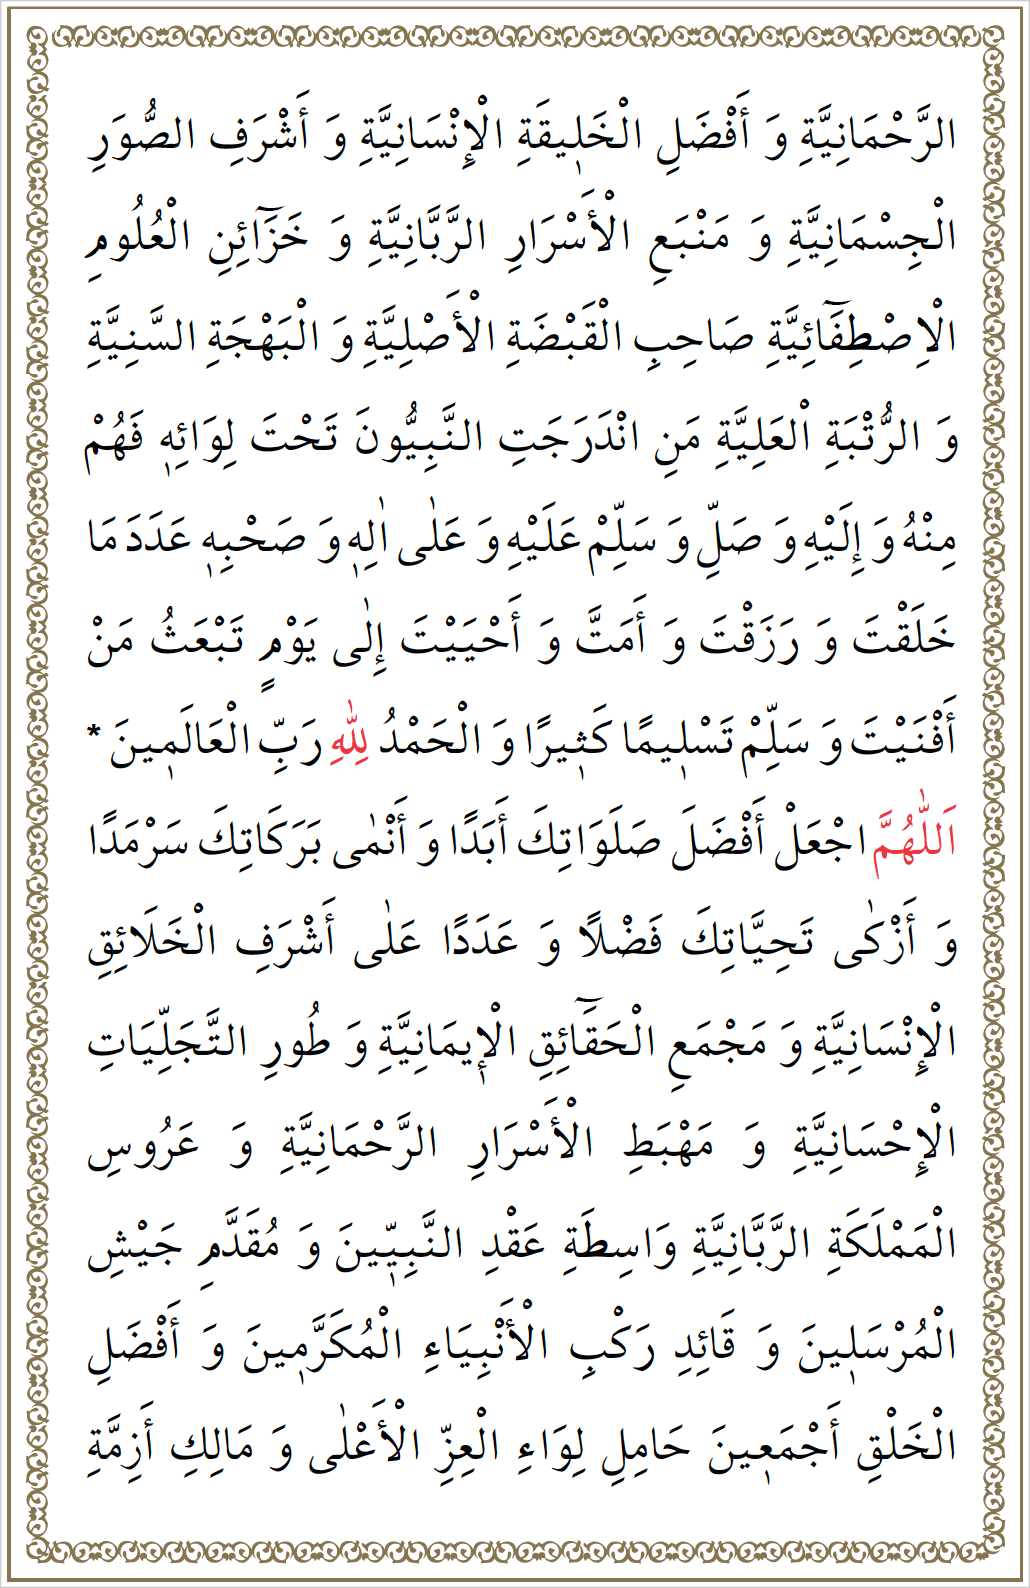 الرَّحْمَانِيَّةِ وَ أَفْضَلِ الْخَلٖيقَةِ الْإِنْسَانِيَّةِ وَ أَشْرَفِ الصُّوَرِ
الْجِسْمَانِيَّةِ وَ مَنْبَعِ الْأَسْرَارِ الرَّبَّانِيَّةِ وَ خَزَٓائِنِ الْعُلُومِ
الْاِصْطِفَٓائِيَّةِ صَاحِبِ الْقَبْضَةِ الْأَصْلِيَّةِ وَ الْبَهْجَةِ السَّنِيَّةِ
وَ الرُّتْبَةِ الْعَلِيَّةِ مَنِ انْدَرَجَتِ النَّبِيُّونَ تَحْتَ لِوَائِهٖ فَهُمْ
مِنْهُ وَ إِلَيْهِ وَ صَلِّ وَ سَلِّمْ عَلَيْهِ وَ عَلٰى اٰلِهٖ وَ صَحْبِهٖ عَدَدَ مَا
خَلَقْتَ وَ رَزَقْتَ وَ أَمَتَّ وَ أَحْيَيْتَ إِلٰى يَوْمٍ تَبْعَثُ مَنْ
أَفْنَيْتَ وَ سَلِّمْ تَسْلٖيمًا كَثٖيرًا وَ الْحَمْدُ لِلّٰهِ رَبِّ الْعَالَمٖينَ *
اَللّٰهُمَّ اجْعَلْ أَفْضَلَ صَلَوَاتِكَ أَبَدًا وَ أَنْمٰى بَرَكَاتِكَ سَرْمَدًا
وَ أَزْكٰى تَحِيَّاتِكَ فَضْلًا وَ عَدَدًا عَلٰى أَشْرَفِ الْخَلَائِقِ
الْإِنْسَانِيَّةِ وَ مَجْمَعِ الْحَقَٓائِقِ الْإٖيمَانِيَّةِ وَ طُورِ التَّجَلِّيَاتِ
الْإِحْسَانِيَّةِ وَ مَهْبَطِ الْأَسْرَارِ الرَّحْمَانِيَّةِ وَ عَرُوسِ
الْمَمْلَكَةِ الرَّبَّانِيَّةِ وَاسِطَةِ عَقْدِ النَّبِيّٖينَ وَ مُقَدَّمِ جَيْشِ
الْمُرْسَلٖينَ وَ قَائِدِ رَكْبِ الْأَنْبِيَاءِ الْمُكَرَّمٖينَ وَ أَفْضَلِ
الْخَلْقِ أَجْمَعٖينَ حَامِلِ لِوَاءِ الْعِزِّ الْأَعْلٰى وَ مَالِكِ أَزِمَّةِ